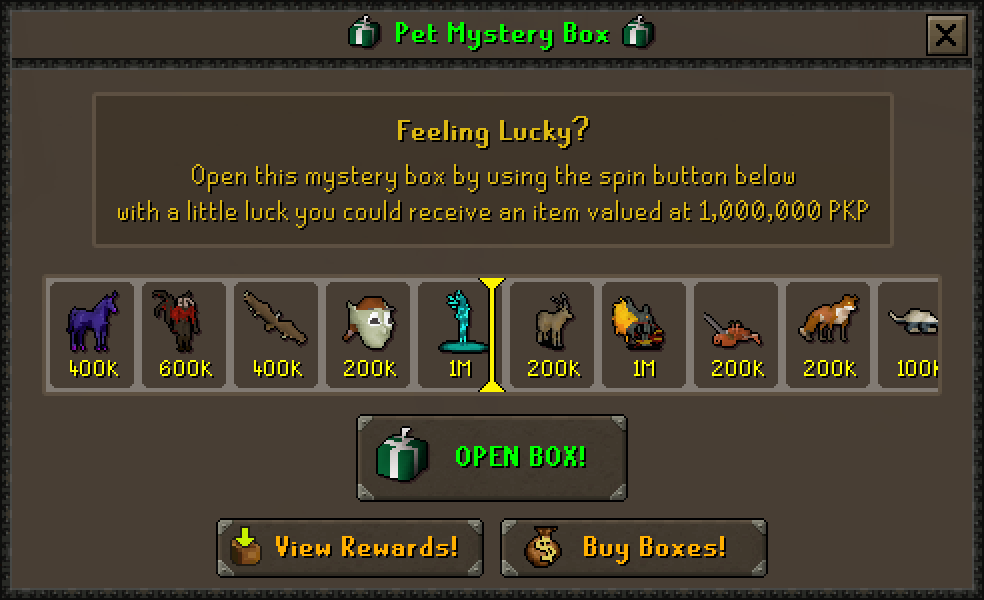 Pet Mystery Box
Feeling Lucky?
Open this mystery box by using the spin button below
with a little luck you could receive an item valued at 1,000,000 PKP
400K 600K 400K 200K 1M 200K 1M 200K 200K 100K
OPEN BOX!
View Rewards! Buy Boxes!